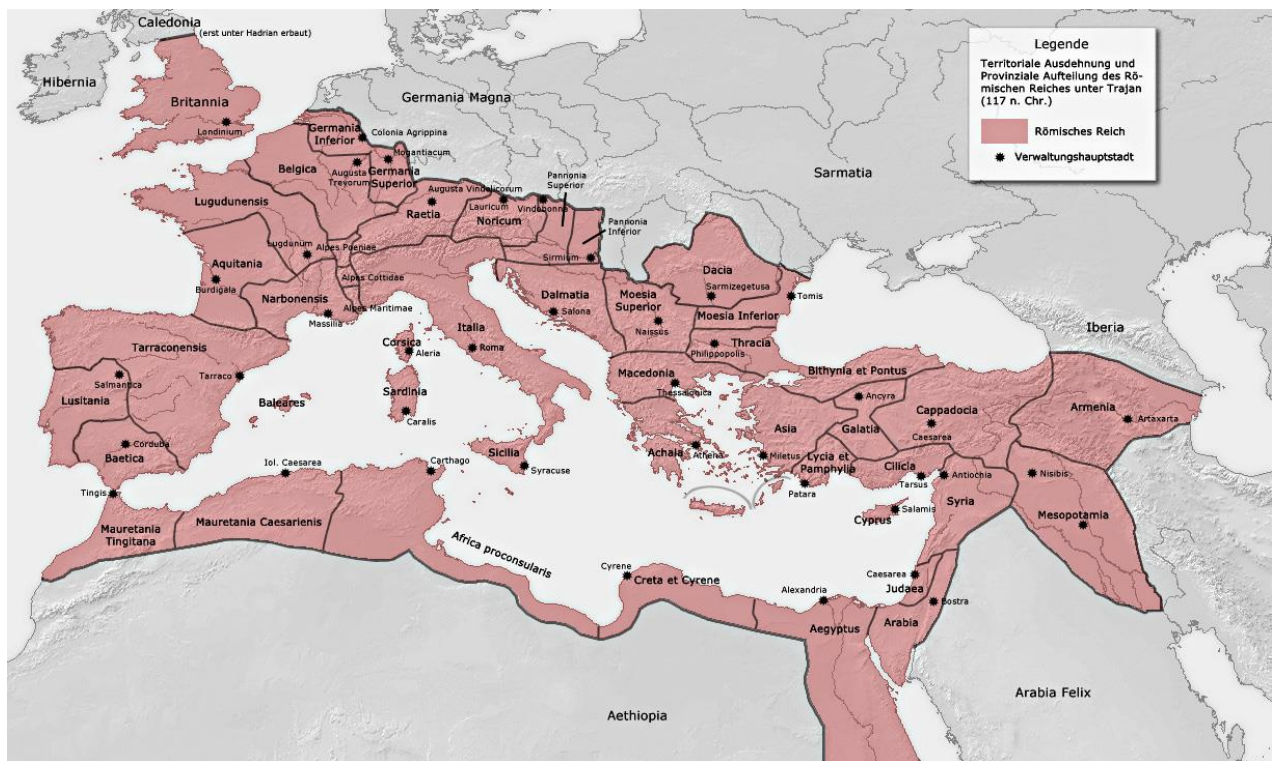 Caledonia
(erst unter Hadrian erbaut)
Hibernia
Britannia
Londinium
Germania Magna
Germania
Inferior
Colonia Agrippina
Mogantiacum
Belgica
Augusta
Treverum
Germania
Superior
Lugudunensis
Augusta Vindelicorum
Raetia
Lauricum
Noricum
Vindobonna
Pannonia
Superior
Pannonia
Inferior
Sirmium
Sarmatia
Legende
Territoriale Ausdehnung und
Provinziale Aufteilung des Rö-
mischen Reiches unter Trajan
(117 n. Chr.)
Römisches Reich
Verwaltungshauptstadt
Lugdunum
Alpes Poeniae
Aquitania
Burdigala
Alpes Cottidae
Narbonensis
Alpes Maritimae
Massilia
Dalmatia
Salona
Moesia
Superior
Naissus
Dacia
Sarmizegetusa
Tomis
Moesia Inferior
Thracia
Philippopolis
Iberia
Tarraconensis
Salmantica
Tarraco
Lusitania
Corduba
Baetica
Baleares
Corsica
Aleria
Sardinia
Caralis
Italia
Roma
Sicilia
Syracuse
Macedonia
Thessalonica
Achaia
Athena
Bithynia et Pontus
Ancyra
Cappadocia
Caesarea
Galatia
Asia
Miletus
Lycia et
Pamphylia
Patara
Cilicia
Tarsus
Antiochia
Armenia
Artaxarta
Nisibis
Mesopotamia
Syria
Salamis
Cyprus
Tingis
Iol. Caesarea
Carthago
Mauretania
Tingitana
Mauretania Caesarienis
Africa proconsularis
Cyrene
Creta et Cyrene
Alexandria
Aegyptus
Caesarea
Judaea
Bostra
Arabia
Aethiopia
Arabia Felix